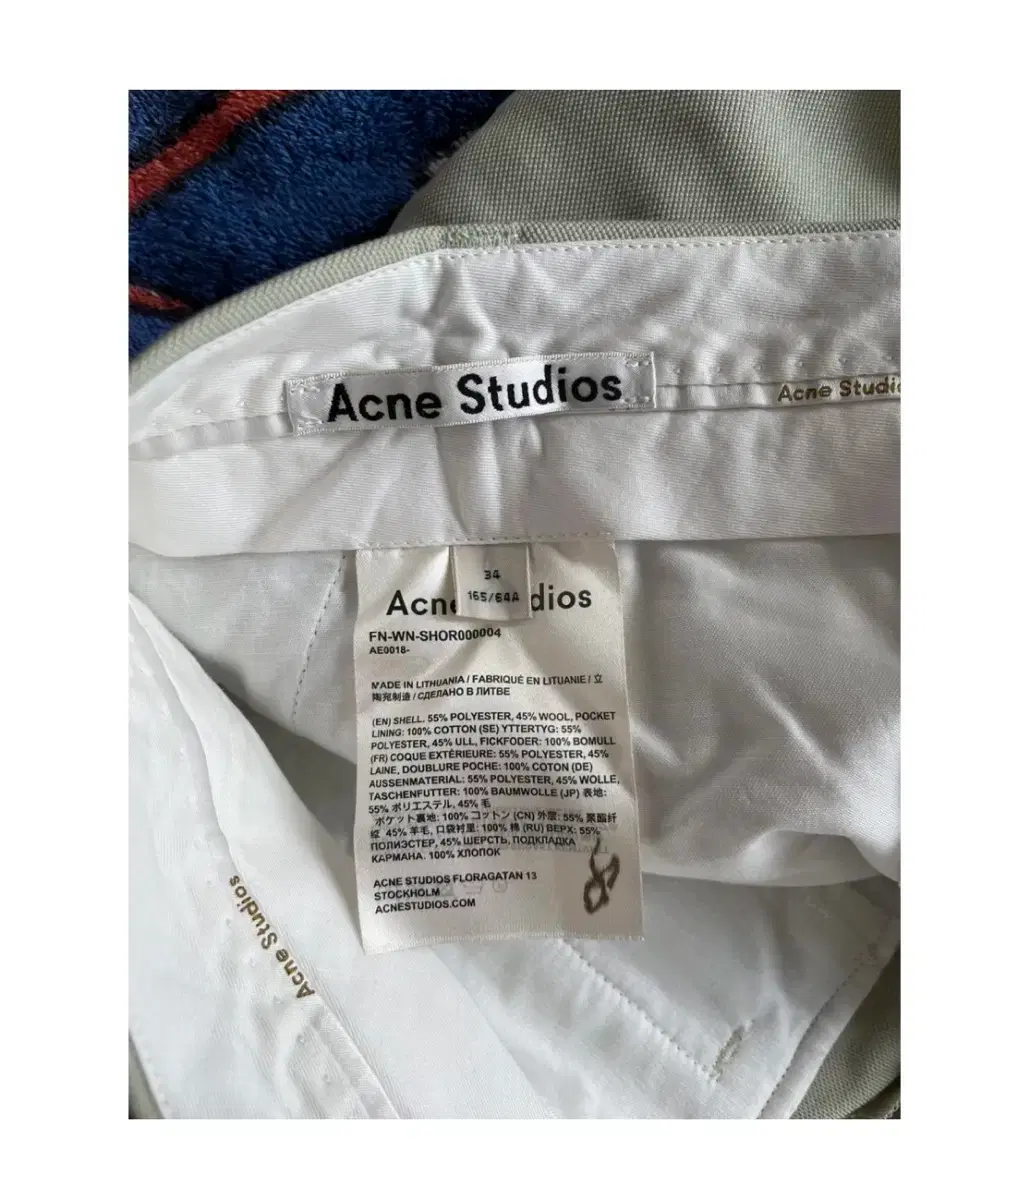 Acne Studios
Acne Studi
34
165/64A
Acn dios
FN-WN-SHOR000004
AE0018-
MADE IN LITHUANIA / FABRIQUÉ EN LITUANIE / 立
陶宛制造 / СДЕЛАНО В ЛИТВЕ
(EN) SHELL. 55% POLYESTER, 45% WOOL, POCKET
LINING: 100% COTTON (SE) YTTERTYG: 55%
POLYESTER, 45% ULL, FICKFODER: 100% BOMULL
(FR) COQUE EXTÉRIEURE: 55% POLYESTER, 45%
LAINE, DOUBLURE POCHE: 100% COTON (DE)
AUSSENMATERIAL: 55% POLYESTER, 45% WOLLE,
TASCHENFUTTER: 100% BAUMWOLLE (JP) 表地:
55% ポリエステル, 45% 毛
ポケット裏地: 100% コットン (CN) 外层: 55% 聚酯纤
维 45% 羊毛, 口袋衬里: 100% 棉 (RU) ВЕРХ: 55%
ПОЛИЭСТЕР, 45% ШЕРСТЬ, ПОДКЛАДКА
КАРМАНА. 100% ХЛОПОК
ACNE STUDIOS FLORAGATAN 13
STOCKHOLM
ACNESTUDIOS.COM
Acne Studios